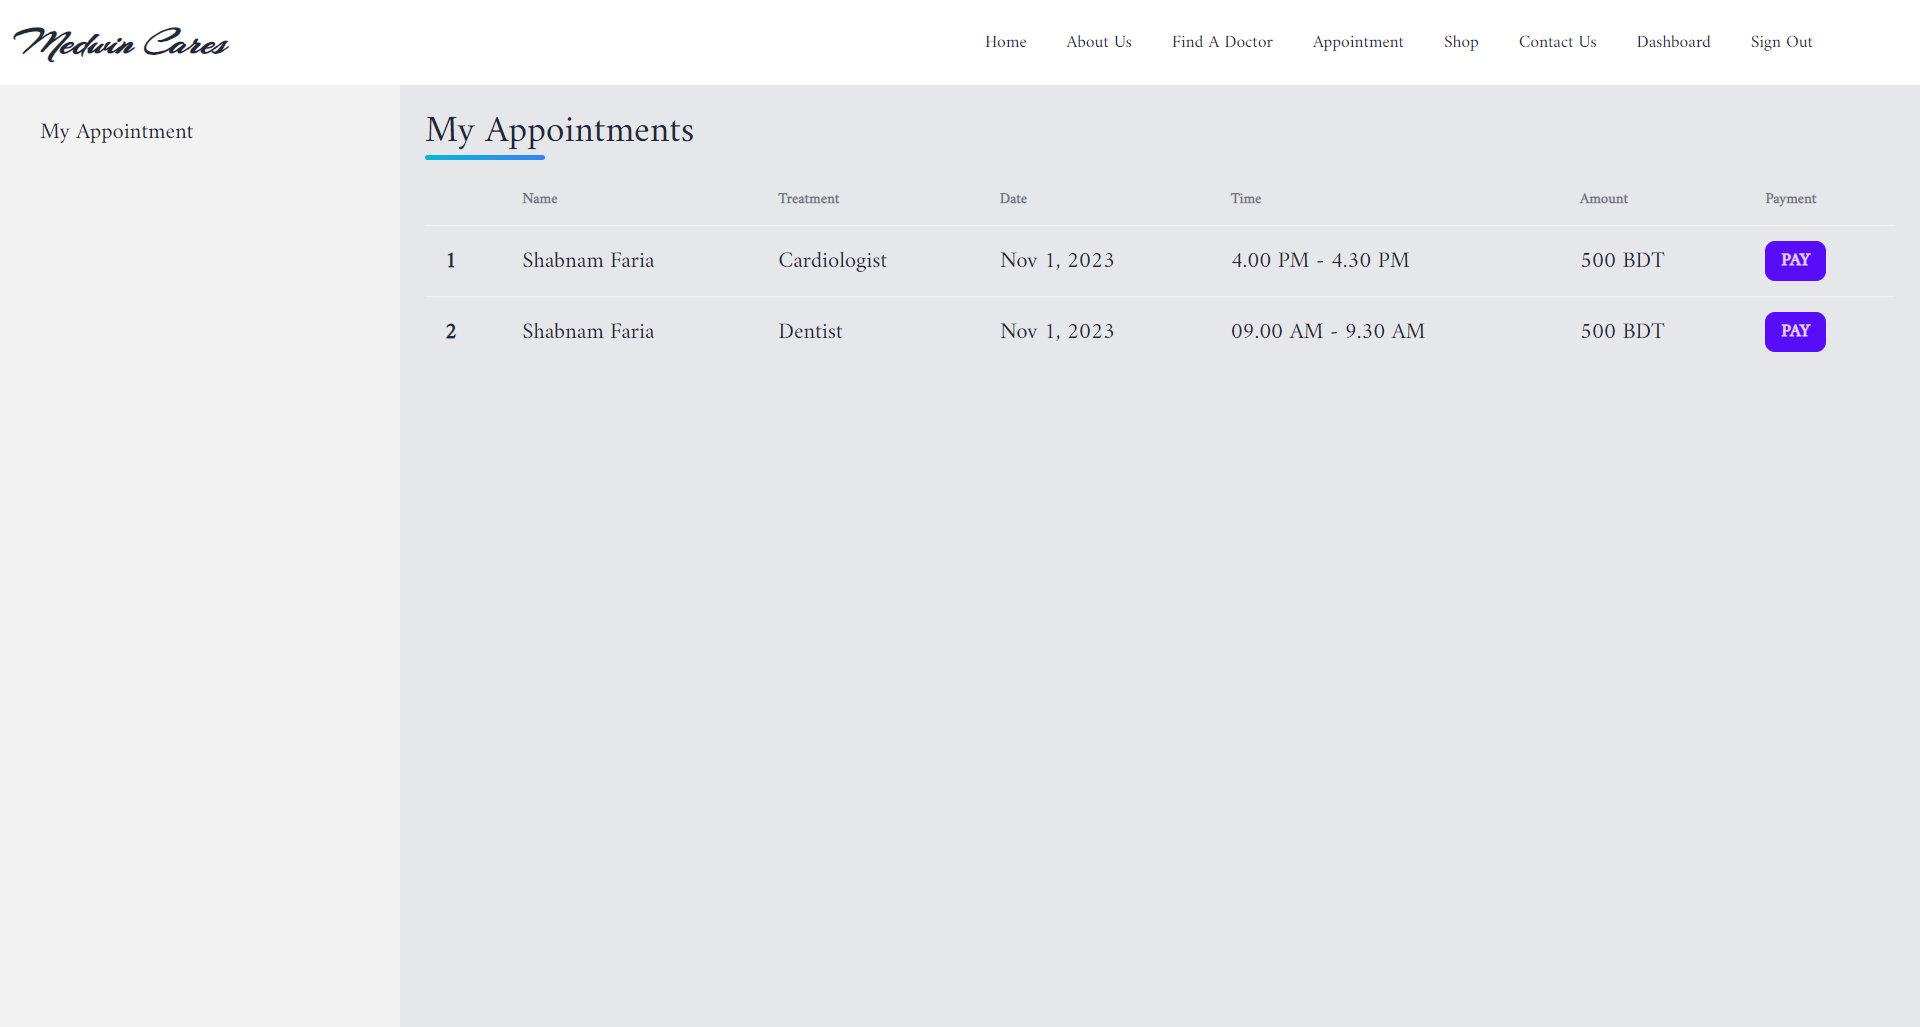 Medwin Cares
Home About Us Find A Doctor Appointment Shop Contact Us Dashboard Sign Out
My Appointment
My Appointments
Name Treatment Date Time Amount Payment
1 Shabnam Faria Cardiologist Nov 1, 2023 4.00 PM - 4.30 PM 500 BDT PAY
2 Shabnam Faria Dentist Nov 1, 2023 09.00 AM - 9.30 AM 500 BDT PAY